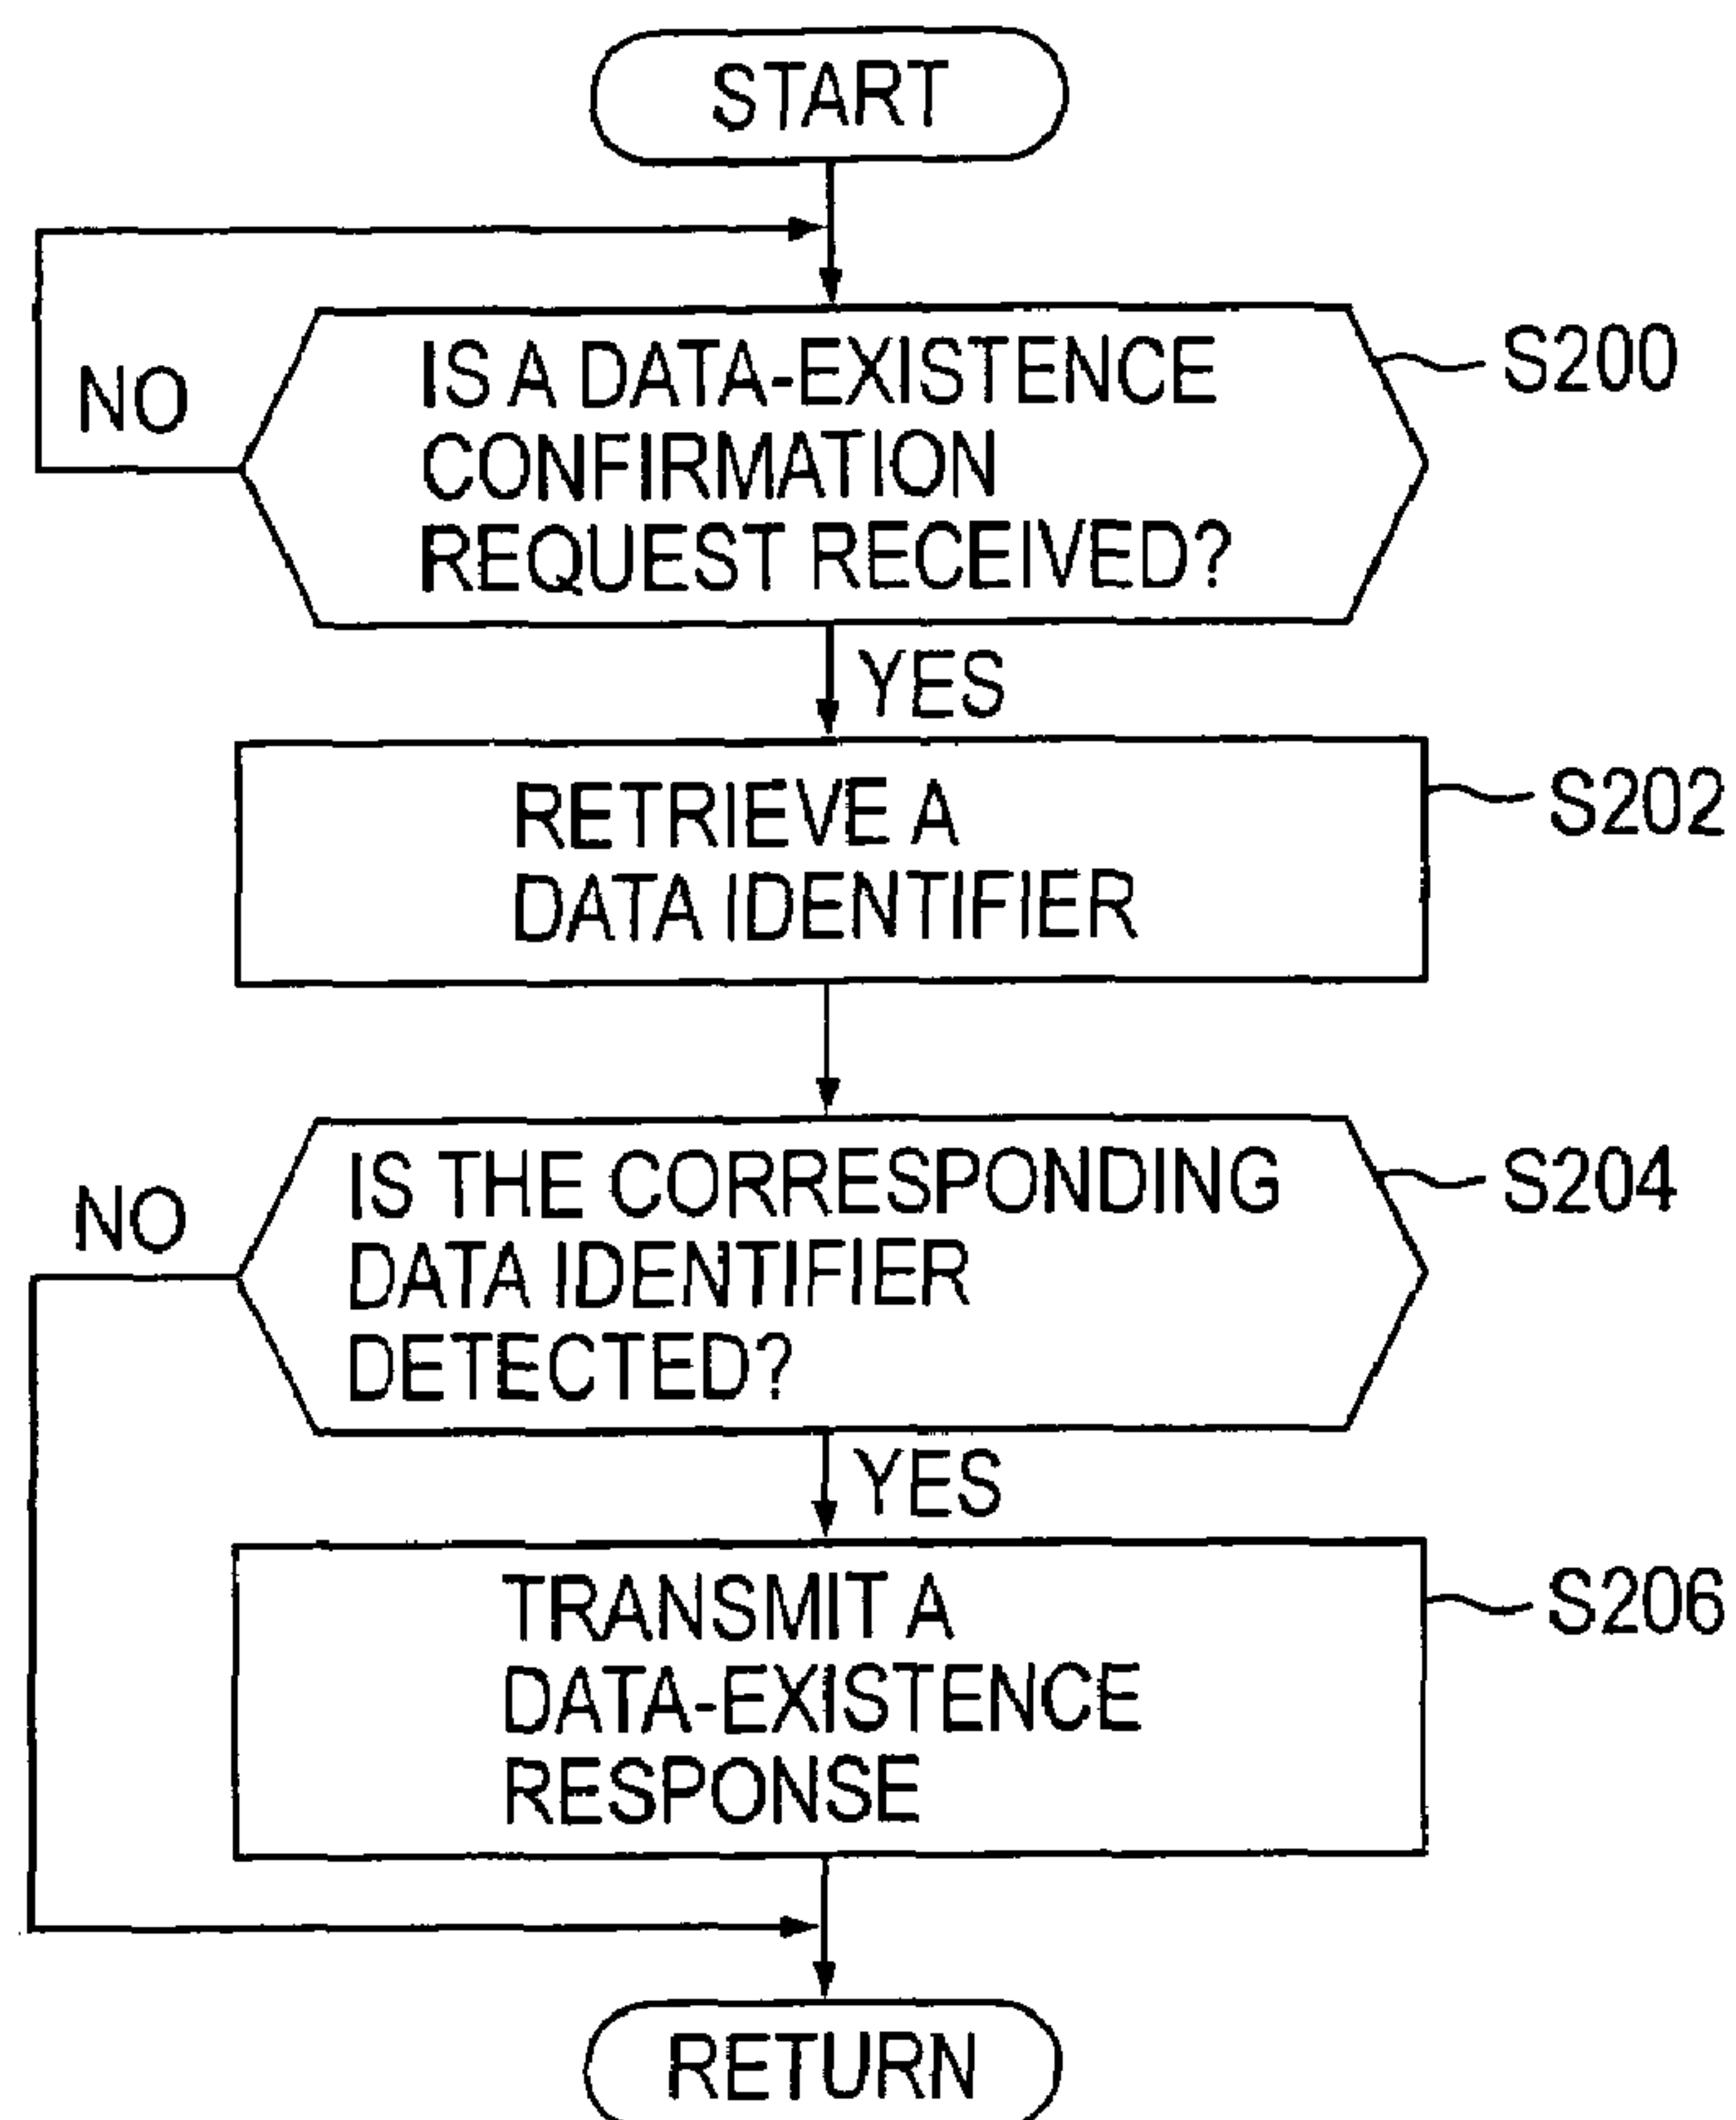 START
NO
IS A DATA-EXISTENCE
CONFIRMATION
REQUEST RECEIVED?
S200
YES
RETRIEVE A
DATA IDENTIFIER
S202
NO
IS THE CORRESPONDING
DATA IDENTIFIER
DETECTED?
S204
YES
TRANSMIT A
DATA-EXISTENCE
RESPONSE
S206
RETURN